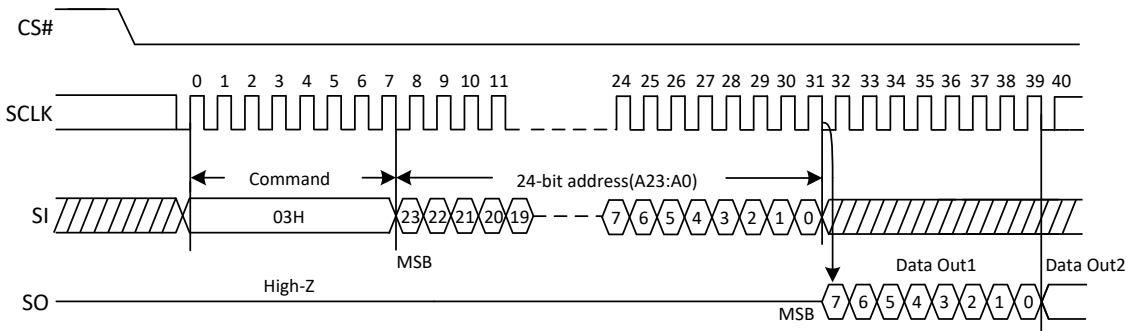 CS#
0 1 2 3 4 5 6 7 8 9 10 11 24 25 26 27 28 29 30 31 32 33 34 35 36 37 38 39 40
SCLK
Command 24-bit address(A23:A0)
SI 03H 23 22 21 20 19 7 6 5 4 3 2 1 0
MSB
High-Z Data Out1 Data Out2
SO 7 6 5 4 3 2 1 0
MSB